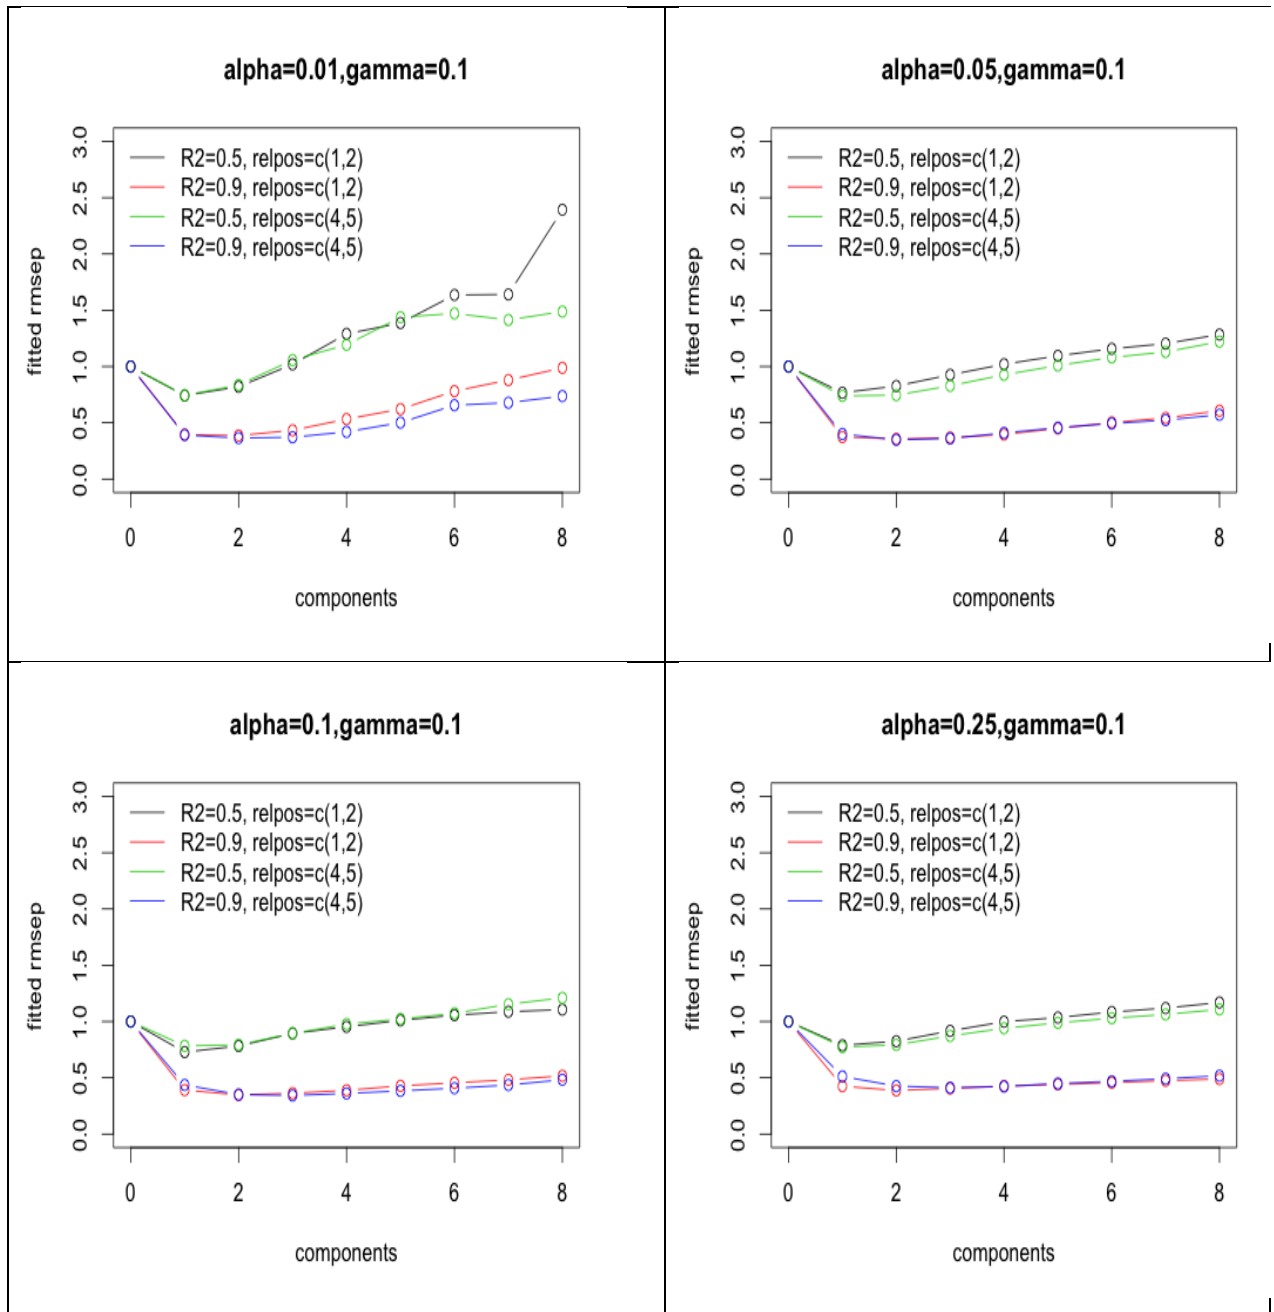 alpha=0.01,gamma=0.1
fitted rmsep
3.0
2.5
2.0
1.5
1.0
0.5
0.0
R2=0.5, relpos=c(1,2)
R2=0.9, relpos=c(1,2)
R2=0.5, relpos=c(4,5)
R2=0.9, relpos=c(4,5)
0 2 4 6 8
components
alpha=0.05,gamma=0.1
fitted rmsep
3.0
2.5
2.0
1.5
1.0
0.5
0.0
R2=0.5, relpos=c(1,2)
R2=0.9, relpos=c(1,2)
R2=0.5, relpos=c(4,5)
R2=0.9, relpos=c(4,5)
0 2 4 6 8
components
alpha=0.1,gamma=0.1
fitted rmsep
3.0
2.5
2.0
1.5
1.0
0.5
0.0
R2=0.5, relpos=c(1,2)
R2=0.9, relpos=c(1,2)
R2=0.5, relpos=c(4,5)
R2=0.9, relpos=c(4,5)
0 2 4 6 8
components
alpha=0.25,gamma=0.1
fitted rmsep
3.0
2.5
2.0
1.5
1.0
0.5
0.0
R2=0.5, relpos=c(1,2)
R2=0.9, relpos=c(1,2)
R2=0.5, relpos=c(4,5)
R2=0.9, relpos=c(4,5)
0 2 4 6 8
components